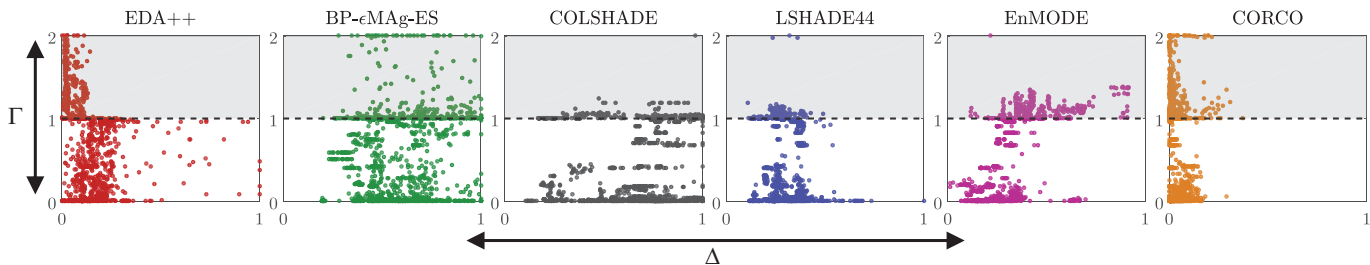 EDA++ BP-ϵMAg-ES COLSHADE LSHADE44 EnMODE CORCO
2 2 2 2 2 2
Γ 1 1 1 1 1 1
0 0 0 0 0 0
0 1 0 1 0 1 0 1 0 1 0 1
Δ